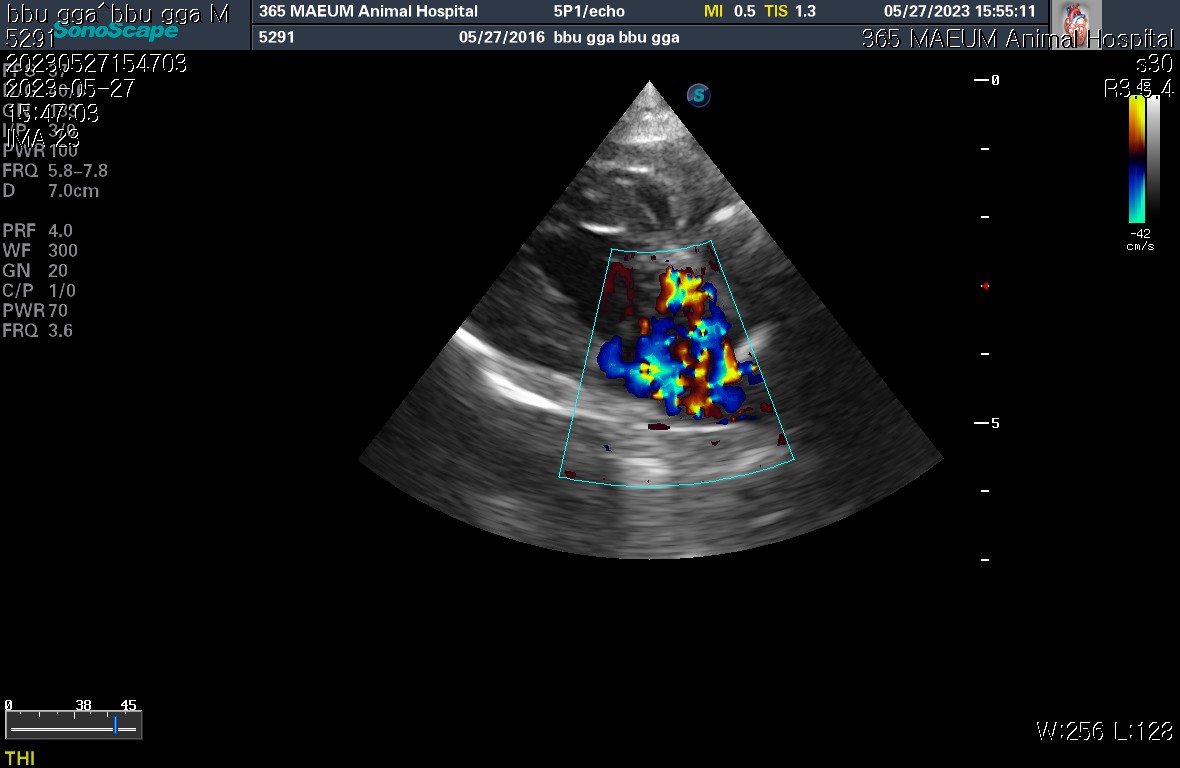 bbu gga^bbu gga M
SonoScape
5291
20230527154703
2023-05-27
15:47:03
IMA 23
365 MAEUM Animal Hospital 5P1/echo MI 0.5 TIS 1.3 05/27/2023 15:55:11
5291 05/27/2016 bbu gga bbu gga
365 MAEUM Animal Hospital
s30
PWR 100
FRQ 5.8-7.8
D 7.0cm
PRF 4.0
WF 300
GN 20
C/P 1/0
PWR 70
FRQ 3.6
S
0
5
-42
cm/s
0 38 45
THI
W:256 L:128